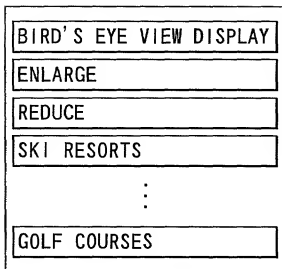 BIRD'S EYE VIEW DISPLAY
ENLARGE
REDUCE
SKI RESORTS
⋮
GOLF COURSES